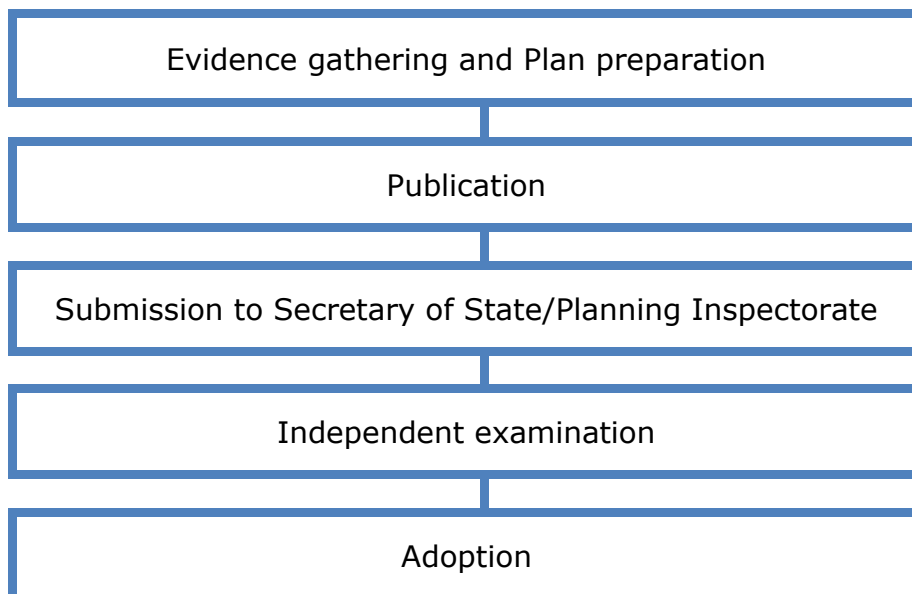 Evidence gathering and Plan preparation
Publication
Submission to Secretary of State/Planning Inspectorate
Independent examination
Adoption